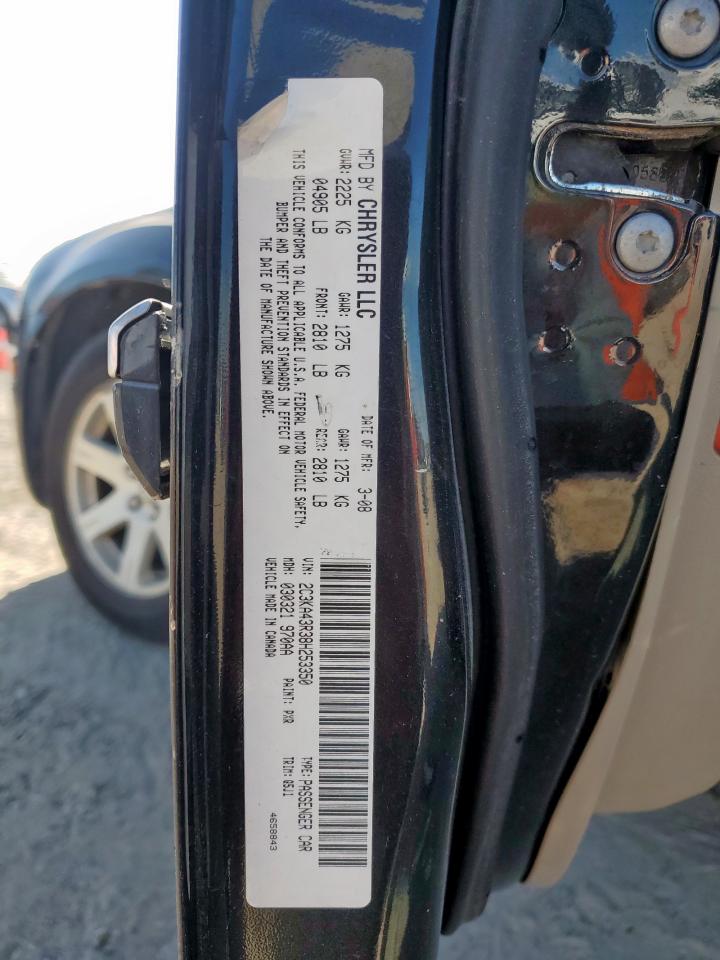 MFD BY CHRYSLER LLC
DATE OF MFR: 3-08
GVWR: 2225 KG
GAWR: 1275 KG
GAWR: 1275 KG
04905 LB
FRONT: 2810 LB
REAR: 2810 LB
THIS VEHICLE CONFORMS TO ALL APPLICABLE U.S.A. FEDERAL MOTOR VEHICLE SAFETY,
BUMPER AND THEFT PREVENTION STANDARDS IN EFFECT ON
THE DATE OF MANUFACTURE SHOWN ABOVE.
VIN: 2C3KA43R38H253350
TYPE: PASSENGER CAR
MDH: 030321 970AA
PAINT: PXR
TRIM: Q5J1
VEHICLE MADE IN CANADA
4658843